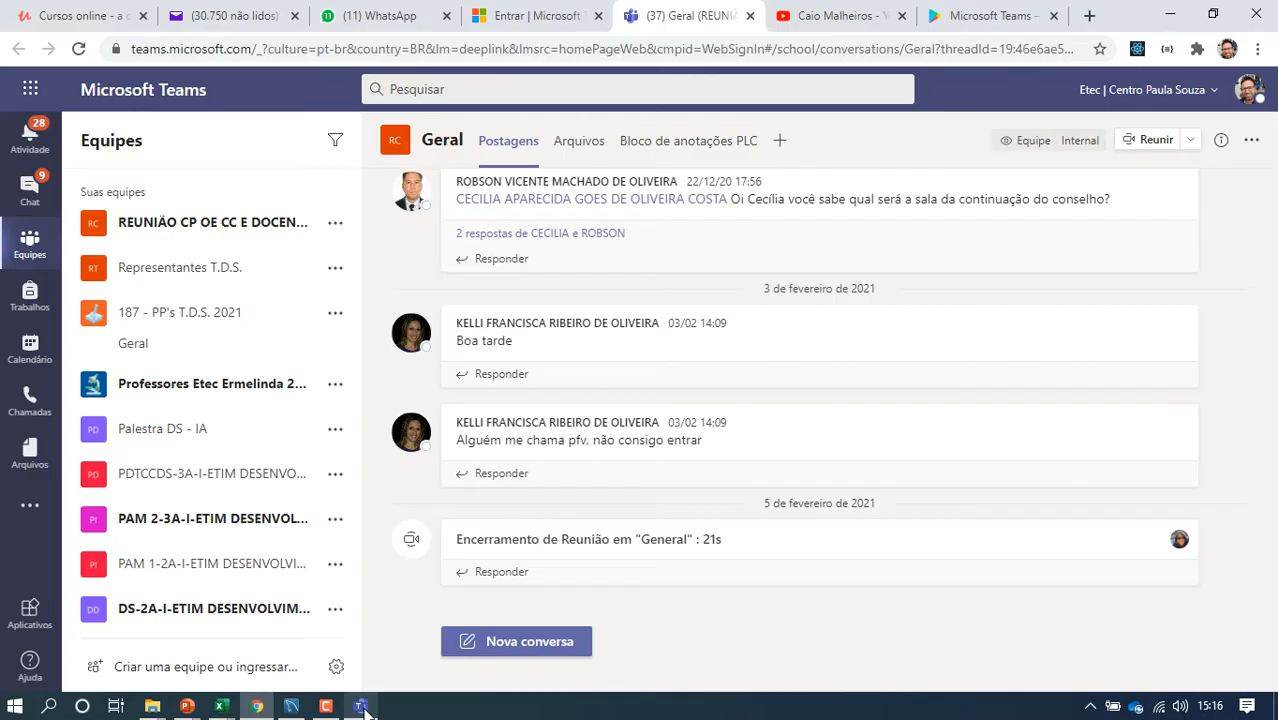 Cursos online - c
(30.750 não lidos)
(11) WhatsApp
Entrar | Microsoft
(37) Geral (REUNIÃ
Caio Malheiros - Y
Microsoft Teams –
teams.microsoft.com/_?culture=pt-br&country=BR&lm=deeplink&lmsrc=homePageWeb&cmpid=WebSignIn#/school/conversations/Geral?threadId=19:46e6ae5...
Microsoft Teams
Pesquisar
Etec | Centro Paula Souza
28
Atividade
9
Chat
Equipes
Trabalhos
Calendário
Chamadas
Arquivos
Aplicativos
Ajuda
Equipes
Suas equipes
RC REUNIÃO CP OE CC E DOCEN...
RT Representantes T.D.S.
187 - PP's T.D.S. 2021
Geral
Professores Etec Ermelinda 2...
PD Palestra DS - IA
PD PDTCCDS-3A-I-ETIM DESENVO...
PI PAM 2-3A-I-ETIM DESENVOL...
PI PAM 1-2A-I-ETIM DESENVOLVI...
DD DS-2A-I-ETIM DESENVOLVIM...
Criar uma equipe ou ingressar...
RC Geral Postagens Arquivos Bloco de anotações PLC
Equipe Internal Reunir
ROBSON VICENTE MACHADO DE OLIVEIRA 22/12/20 17:56
CECILIA APARECIDA GOES DE OLIVEIRA COSTA Oi Cecília você sabe qual será a sala da continuação do conselho?
2 respostas de CECILIA e ROBSON
Responder
3 de fevereiro de 2021
KELLI FRANCISCA RIBEIRO DE OLIVEIRA 03/02 14:09
Boa tarde
Responder
KELLI FRANCISCA RIBEIRO DE OLIVEIRA 03/02 14:09
Alguém me chama pfv, não consigo entrar
Responder
5 de fevereiro de 2021
Encerramento de Reunião em "General" : 21s
Responder
Nova conversa
15:16